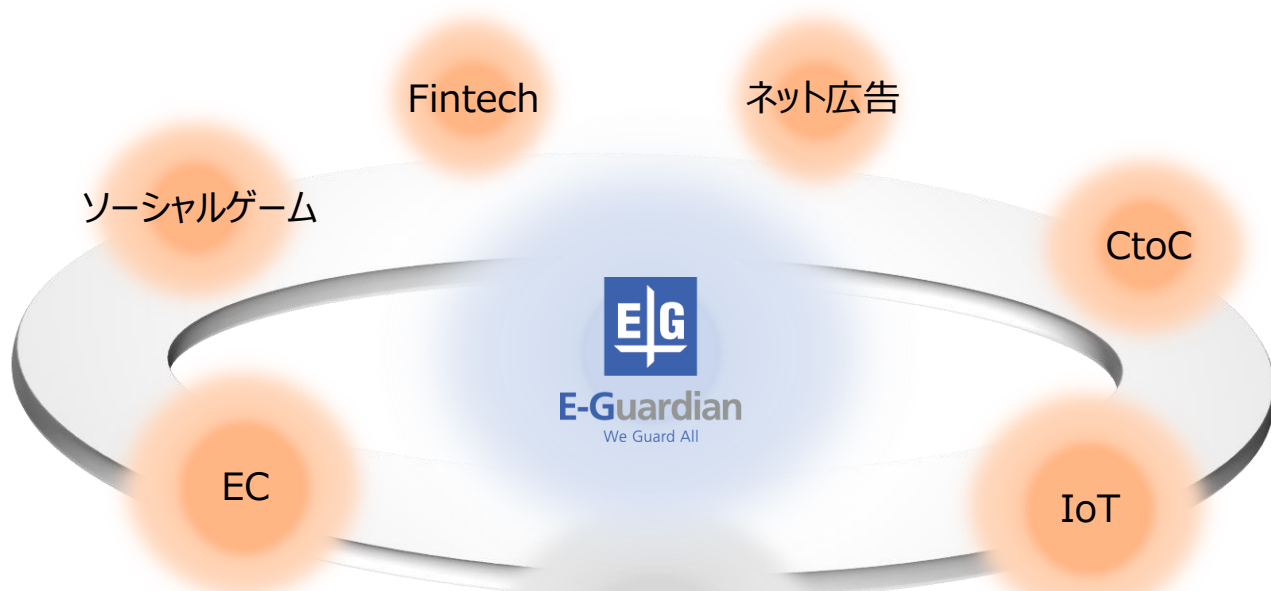 Fintech
ネット広告
ソーシャルゲーム
CtoC
E G
E-Guardian
We Guard All
EC
IoT